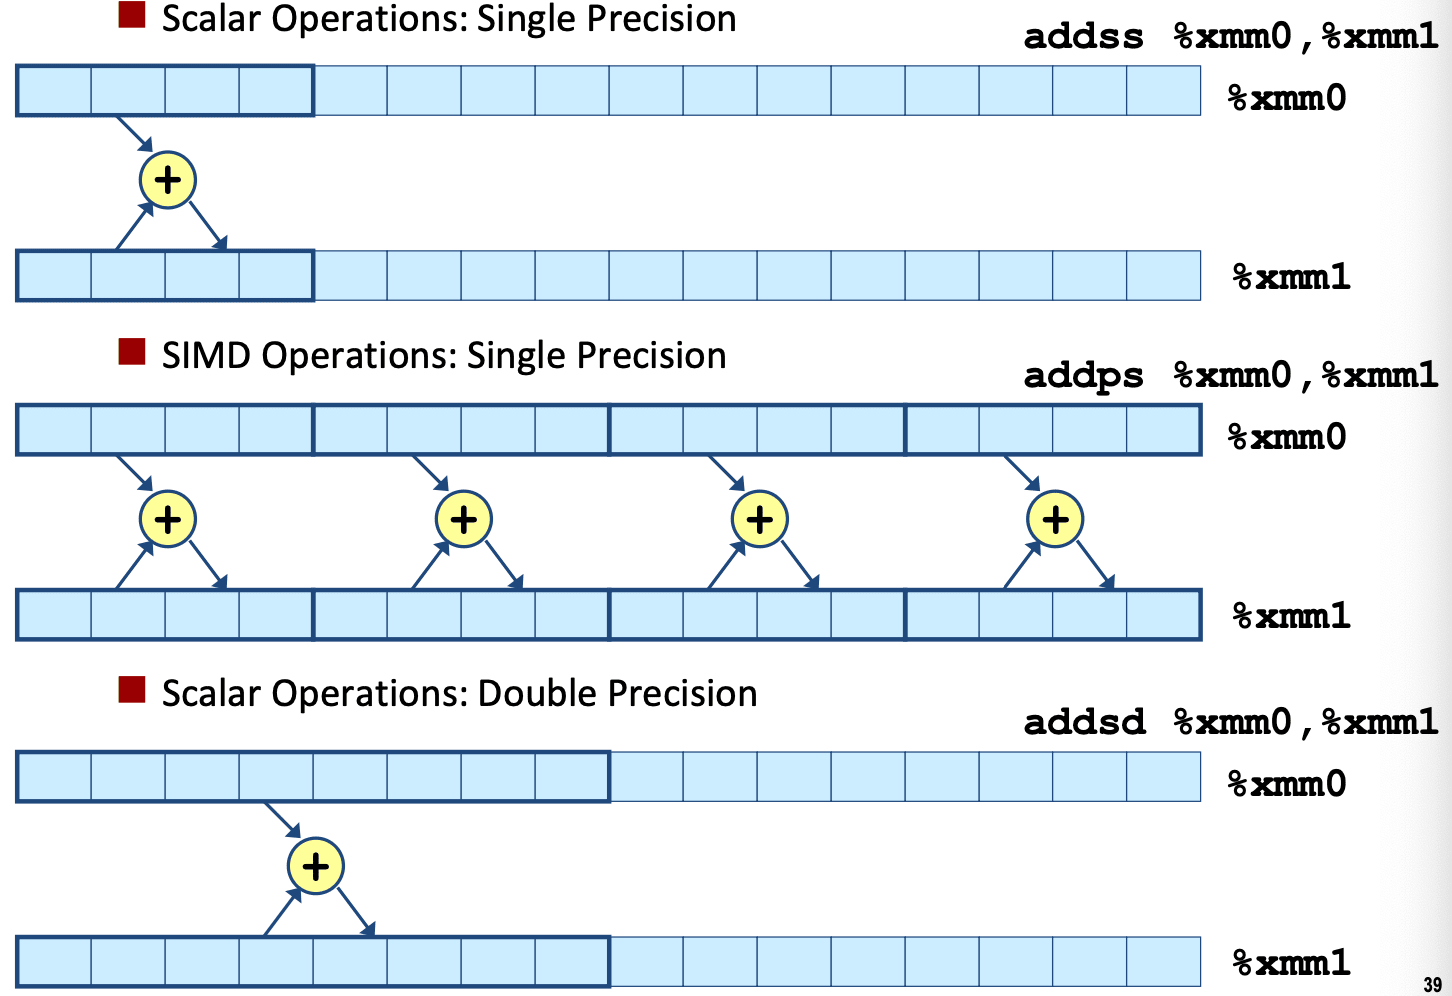 Scalar Operations: Single Precision
addss %xmm0,%xmm1
%xmm0
+
%xmm1
SIMD Operations: Single Precision
addps %xmm0,%xmm1
%xmm0
+ + + +
%xmm1
Scalar Operations: Double Precision
addsd %xmm0,%xmm1
%xmm0
+
%xmm1
39